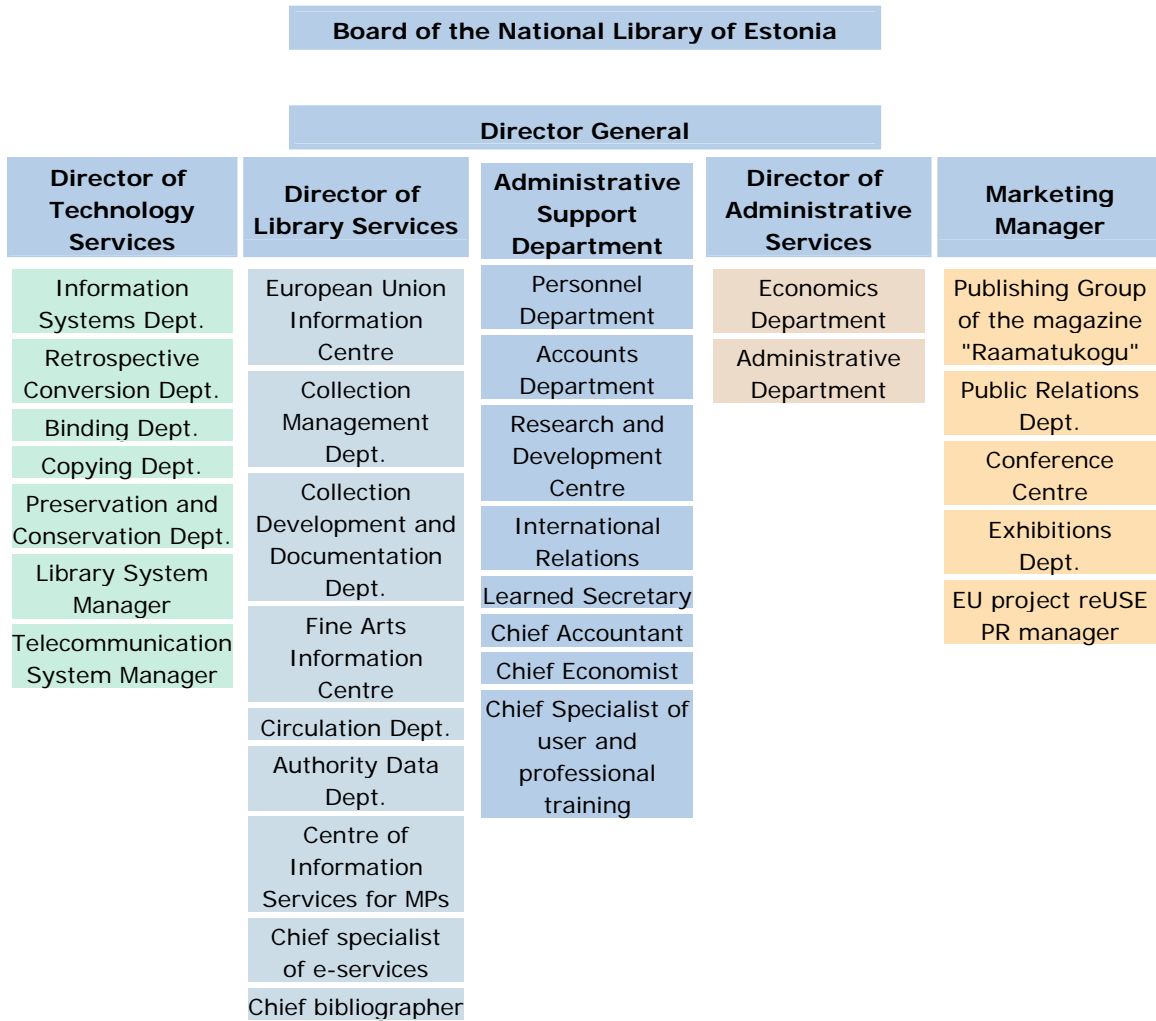 Board of the National Library of Estonia
Director General
Director of
Technology
Services
Information
Systems Dept.
Retrospective
Conversion Dept.
Binding Dept.
Copying Dept.
Preservation and
Conservation Dept.
Library System
Manager
Telecommunication
System Manager
Director of
Library Services
European Union
Information
Centre
Collection
Management
Dept.
Collection
Development and
Documentation
Dept.
Fine Arts
Information
Centre
Circulation Dept.
Authority Data
Dept.
Centre of
Information
Services for MPs
Chief specialist
of e-services
Chief bibliographer
Administrative
Support
Department
Personnel
Department
Accounts
Department
Research and
Development
Centre
International
Relations
Learned Secretary
Chief Accountant
Chief Economist
Chief Specialist of
user and
professional
training
Director of
Administrative
Services
Economics
Department
Administrative
Department
Marketing
Manager
Publishing Group
of the magazine
"Raamatukogu"
Public Relations
Dept.
Conference
Centre
Exhibitions
Dept.
EU project reUSE
PR manager